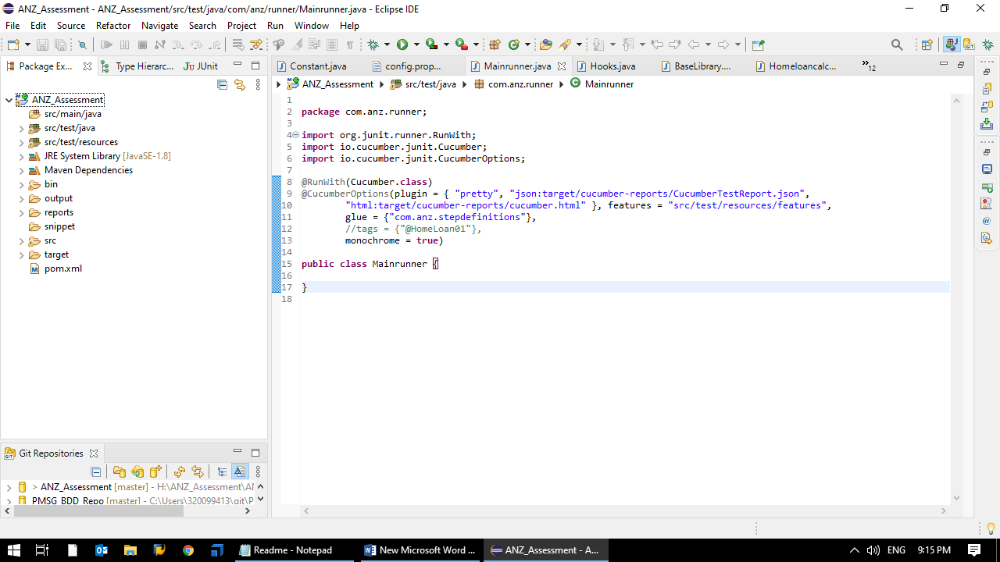 ANZ_Assessment - ANZ_Assessment/src/test/java/com/anz/runner/Mainrunner.java - Eclipse IDE
File Edit Source Refactor Navigate Search Project Run Window Help
Package Ex... Type Hierarc... JUnit
Constant.java config.prop... Mainrunner.java Hooks.java BaseLibrary.... Homeloancalc... »12
ANZ_Assessment src/test/java com.anz.runner Mainrunner
ANZ_Assessment
src/main/java
src/test/java
src/test/resources
JRE System Library [JavaSE-1.8]
Maven Dependencies
bin
output
reports
snippet
src
target
pom.xml
1
2 package com.anz.runner;
3
4 import org.junit.runner.RunWith;
5 import io.cucumber.junit.Cucumber;
6 import io.cucumber.junit.CucumberOptions;
7
8 @RunWith(Cucumber.class)
9 @CucumberOptions(plugin = { "pretty", "json:target/cucumber-reports/CucumberTestReport.json",
10 "html:target/cucumber-reports/cucumber.html" }, features = "src/test/resources/features",
11 glue = {"com.anz.stepdefinitions"},
12 //tags = {"@HomeLoan01"},
13 monochrome = true)
14
15 public class Mainrunner {
16
17 }
18
Git Repositories
> ANZ_Assessment [master] - H:\ANZ_Assessment\AN
PMSG_BDD_Repo [master] - C:\Users\320099413\git\P
Readme - Notepad New Microsoft Word ... ANZ_Assessment - A... ENG 9:15 PM